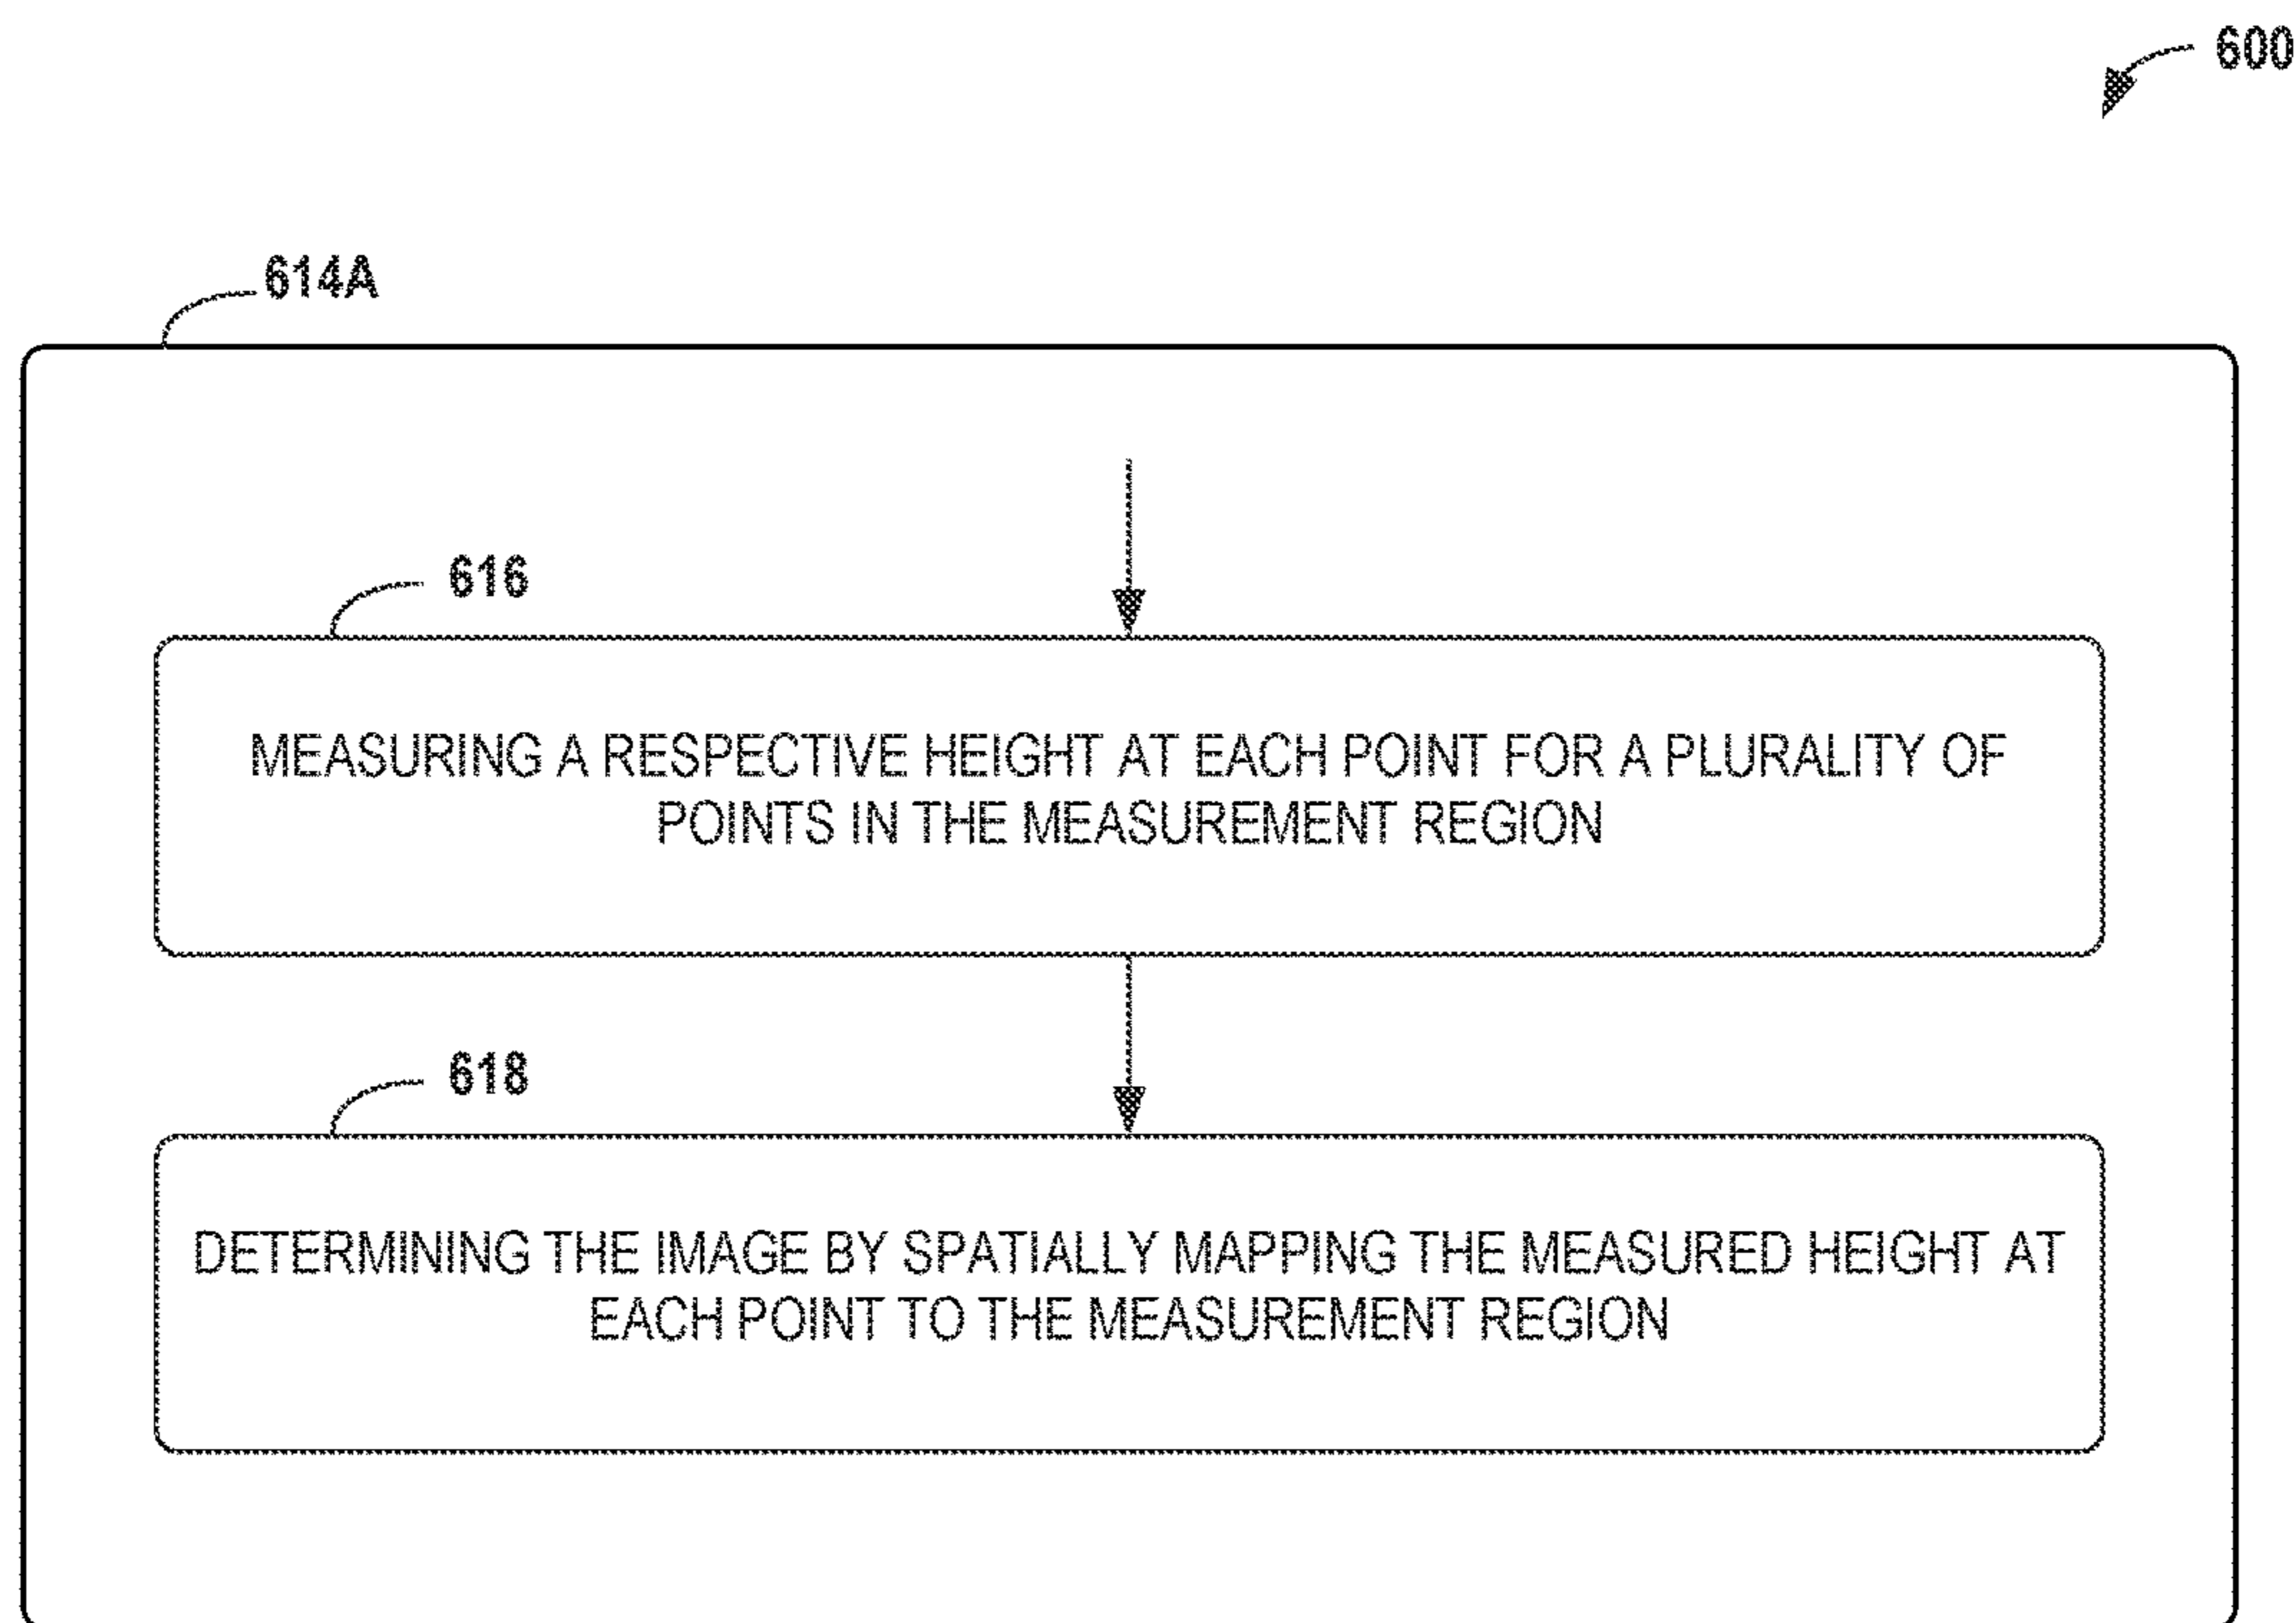 600
614A
616
MEASURING A RESPECTIVE HEIGHT AT EACH POINT FOR A PLURALITY OF
POINTS IN THE MEASUREMENT REGION
618
DETERMINING THE IMAGE BY SPATIALLY MAPPING THE MEASURED HEIGHT AT
EACH POINT TO THE MEASUREMENT REGION